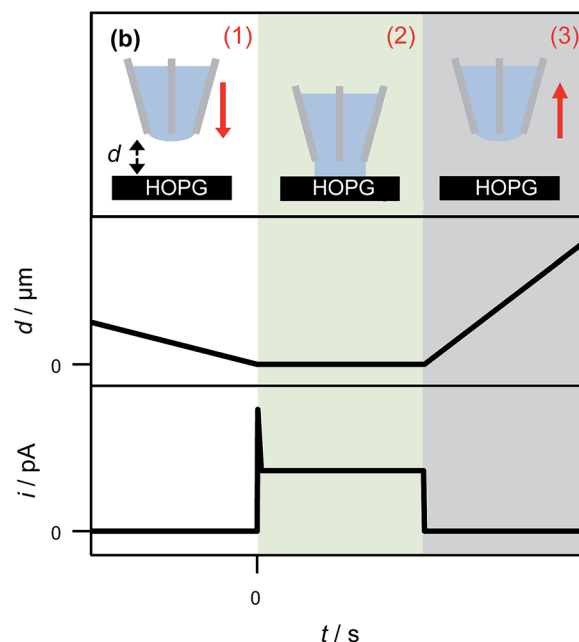 (b) (1) (2) (3)
d
HOPG HOPG HOPG
d / μm
0
i / pA
0
0
t / s